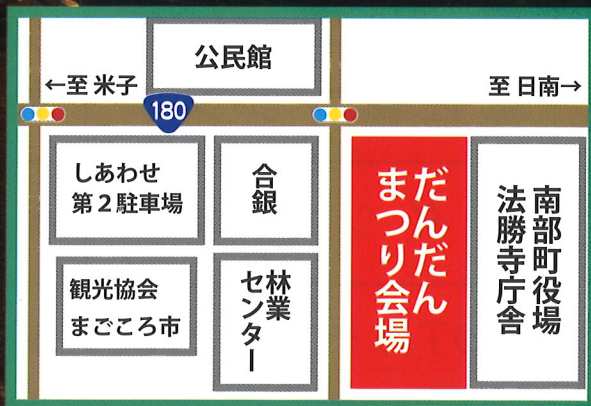 公民館
←至 米子
180
至 日南→
しあわせ
第２駐車場
合銀
だんだん
まつり会場
南部町役場
法勝寺庁舎
観光協会
まごころ市
林業
センター